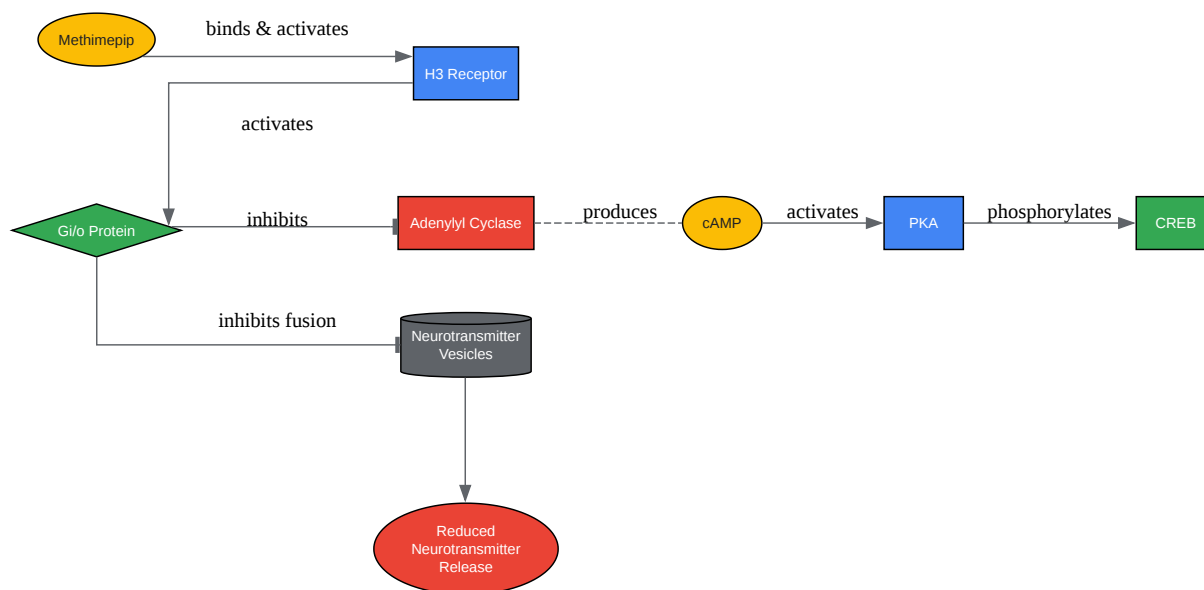 Methimepip
binds & activates
H3 Receptor
activates
Gi/o Protein
inhibits
Adenylyl Cyclase
produces
cAMP
activates
PKA
phosphorylates
CREB
inhibits fusion
Neurotransmitter
Vesicles
Reduced
Neurotransmitter
Release